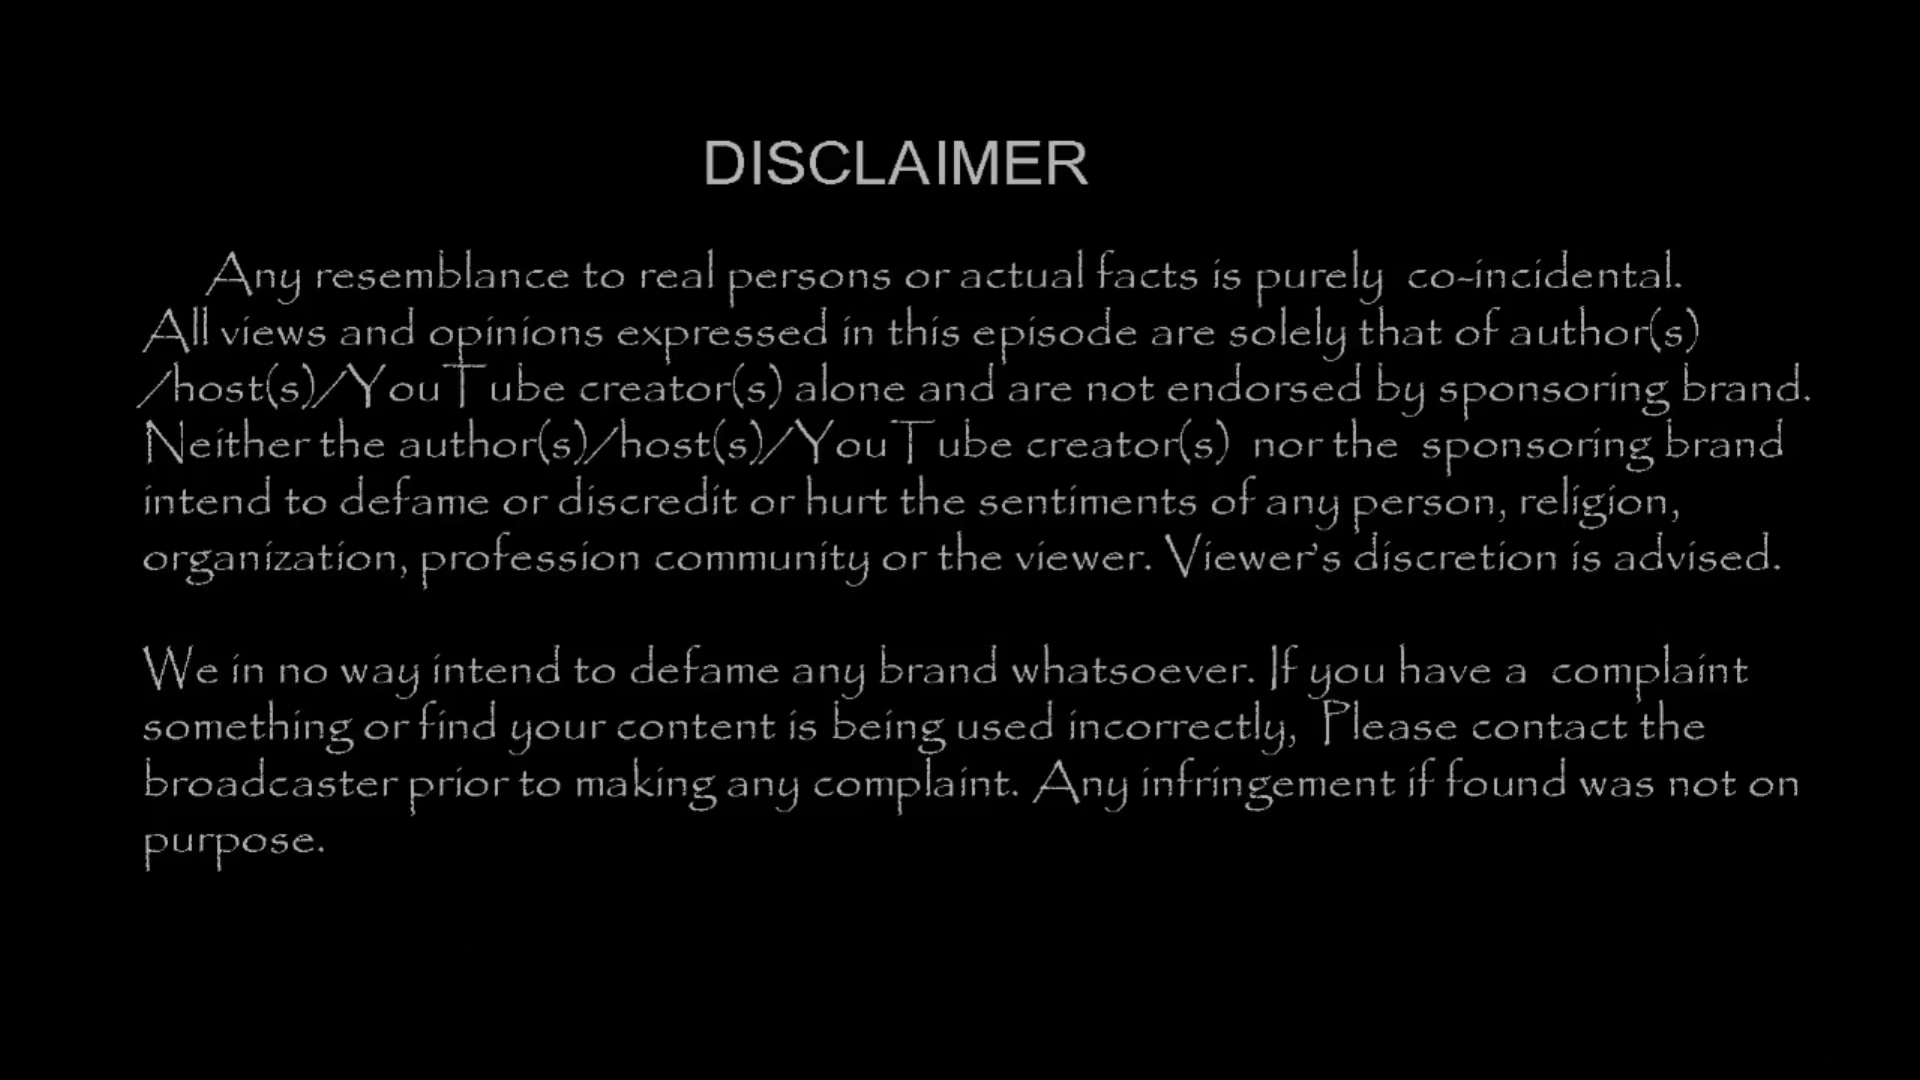 DISCLAIMER
Any resemblance to real persons or actual facts is purely co-incidental.
All views and opinions expressed in this episode are solely that of author(s)
/host(s)/YouTube creator(s) alone and are not endorsed by sponsoring brand.
Neither the author(s)/host(s)/YouTube creator(s) nor the sponsoring brand
intend to defame or discredit or hurt the sentiments of any person, religion,
organization, profession community or the viewer. Viewer's discretion is advised.
We in no way intend to defame any brand whatsoever. If you have a complaint
something or find your content is being used incorrectly, Please contact the
broadcaster prior to making any complaint. Any infringement if found was not on
purpose.